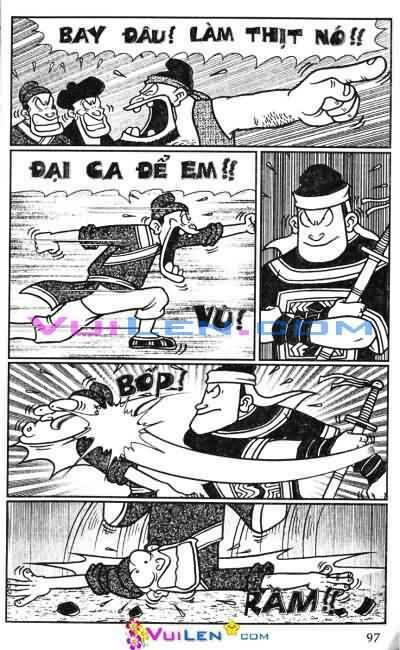 BAY ĐÂU! LÀM THỊT NÓ!!
ĐẠI CA ĐỂ EM!!
VÙ!
VUiLEN.COM
BỐP!
RẦM!!
97
VUiLEN.COM